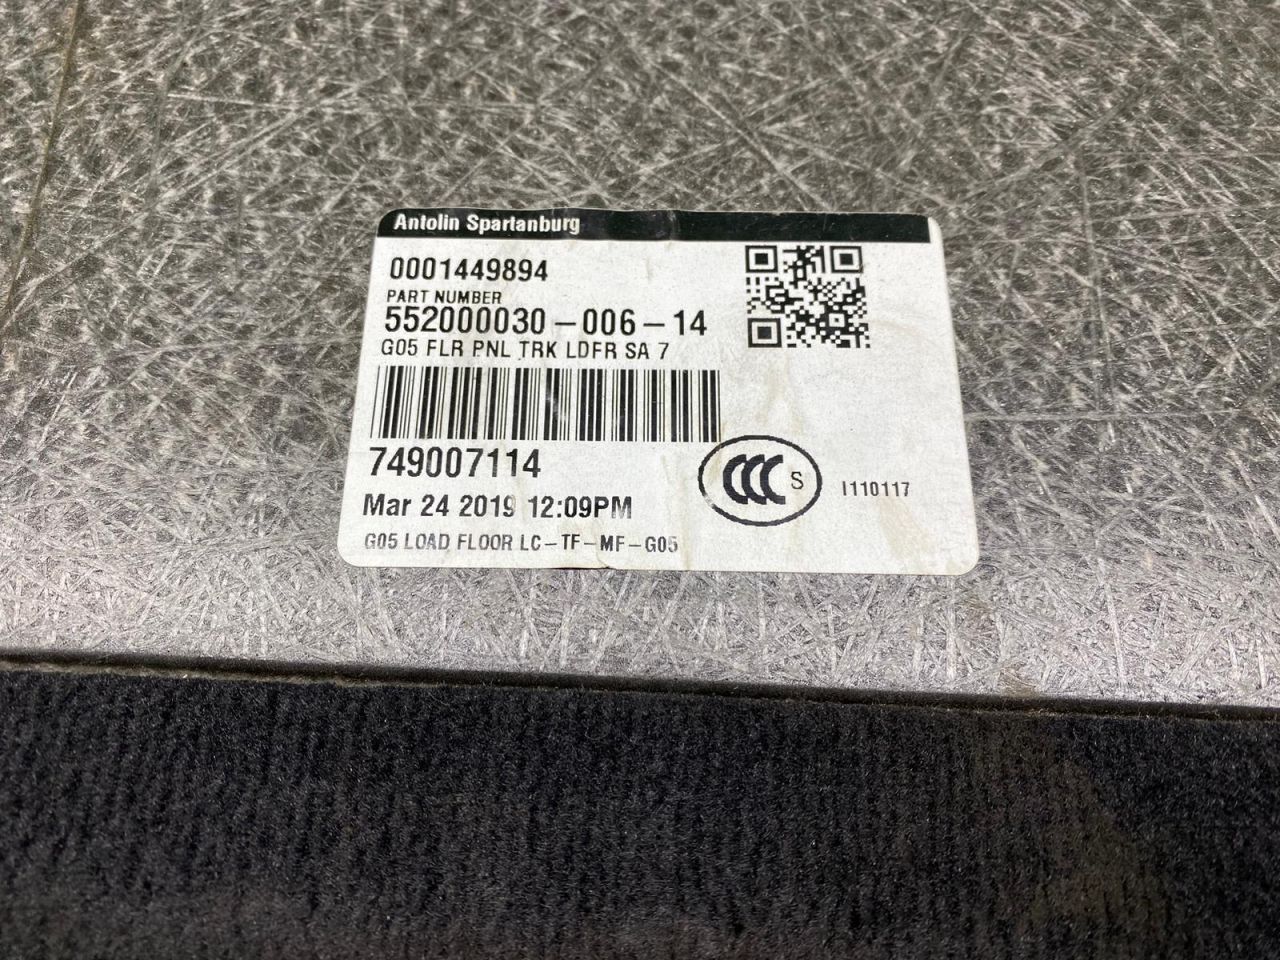 Antolin Spartanburg
0001449894
PART NUMBER
552000030-006-14
G05 FLR PNL TRK LDFR SA 7
749007114
CCC S
I110117
Mar 24 2019 12:09PM
G05 LOAD FLOOR LC-TF-MF-G05